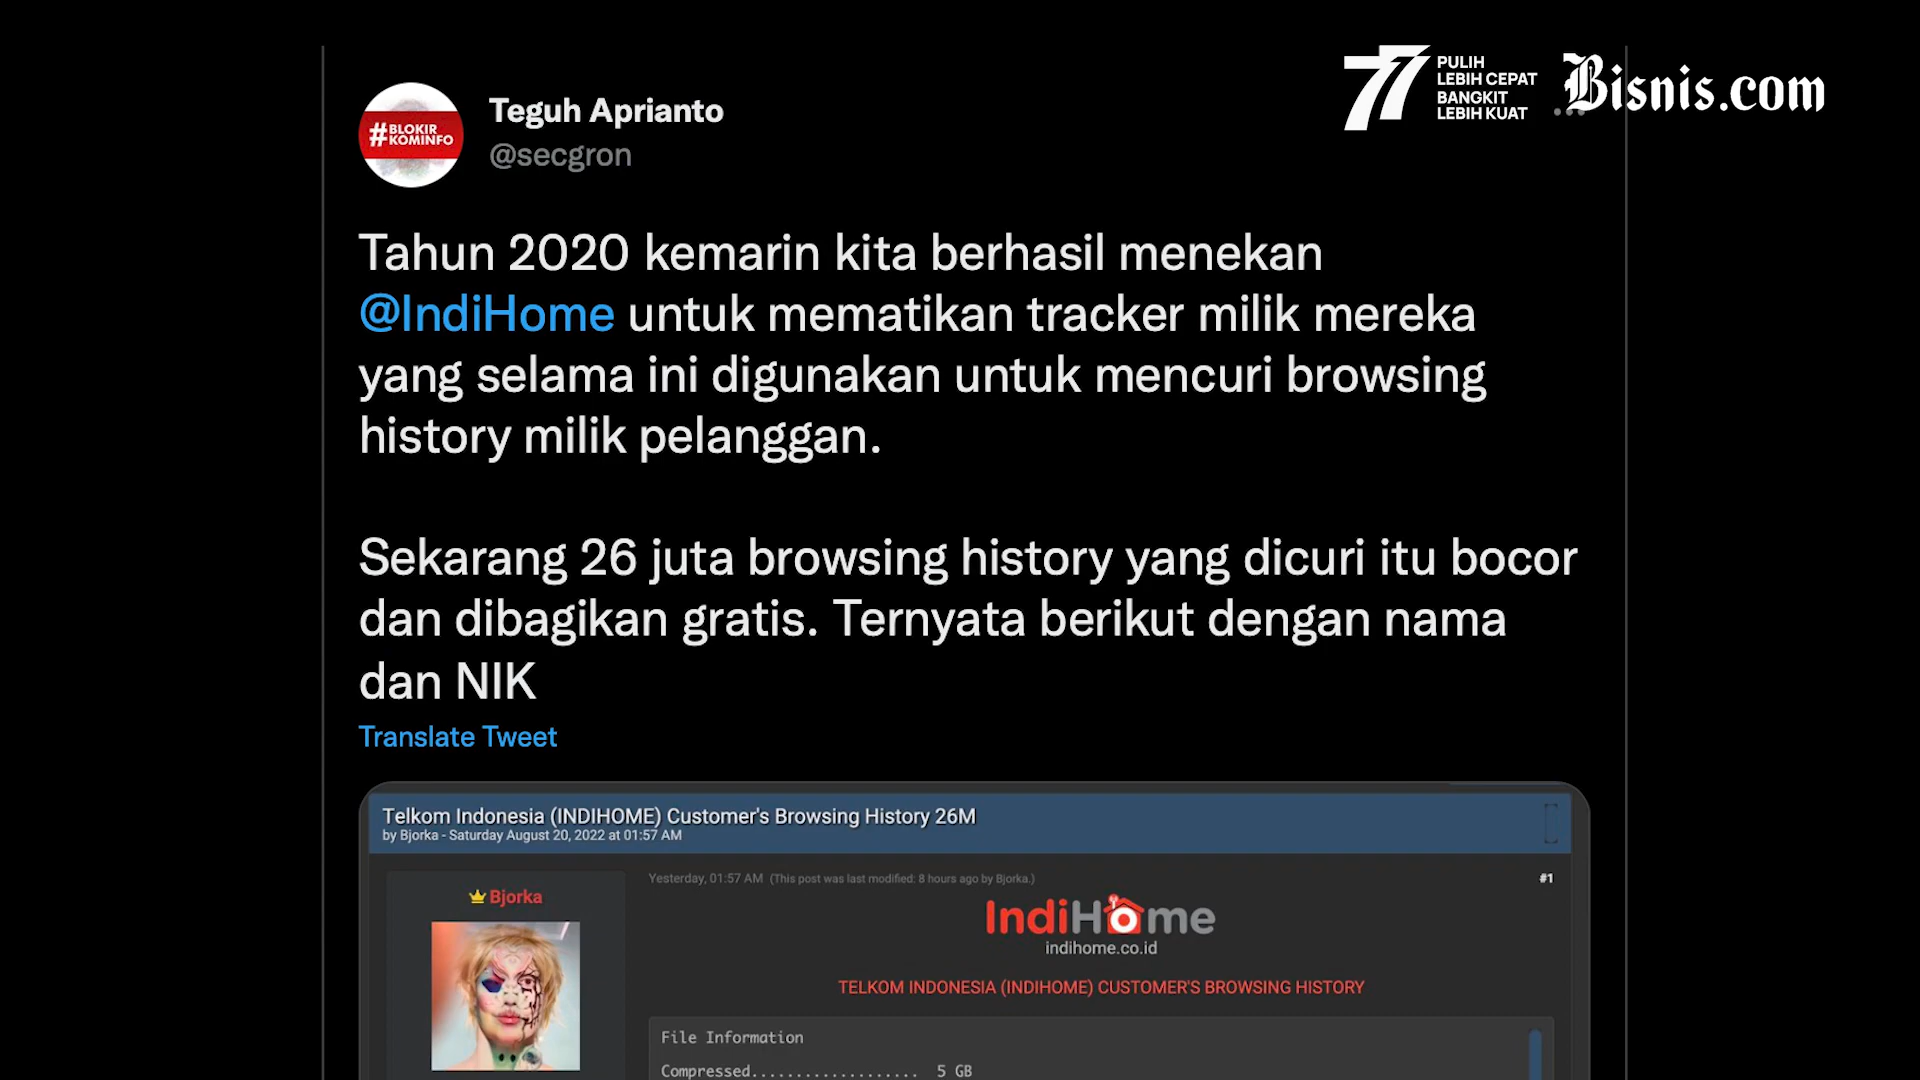 77 PULIH
LEBIH CEPAT
BANGKIT
LEBIH KUAT
Bisnis.com
#BLOKIR
KOMINFO
Teguh Aprianto
@secgron
Tahun 2020 kemarin kita berhasil menekan
@IndiHome untuk mematikan tracker milik mereka
yang selama ini digunakan untuk mencuri browsing
history milik pelanggan.
Sekarang 26 juta browsing history yang dicuri itu bocor
dan dibagikan gratis. Ternyata berikut dengan nama
dan NIK
Translate Tweet
Telkom Indonesia (INDIHOME) Customer's Browsing History 26M
by Bjorka - Saturday August 20, 2022 at 01:57 AM
Yesterday, 01:57 AM (This post was last modified: 8 hours ago by Bjorka.)
#1
Bjorka
IndiHome
indihome.co.id
TELKOM INDONESIA (INDIHOME) CUSTOMER'S BROWSING HISTORY
File Information
Compressed................... 5 GB